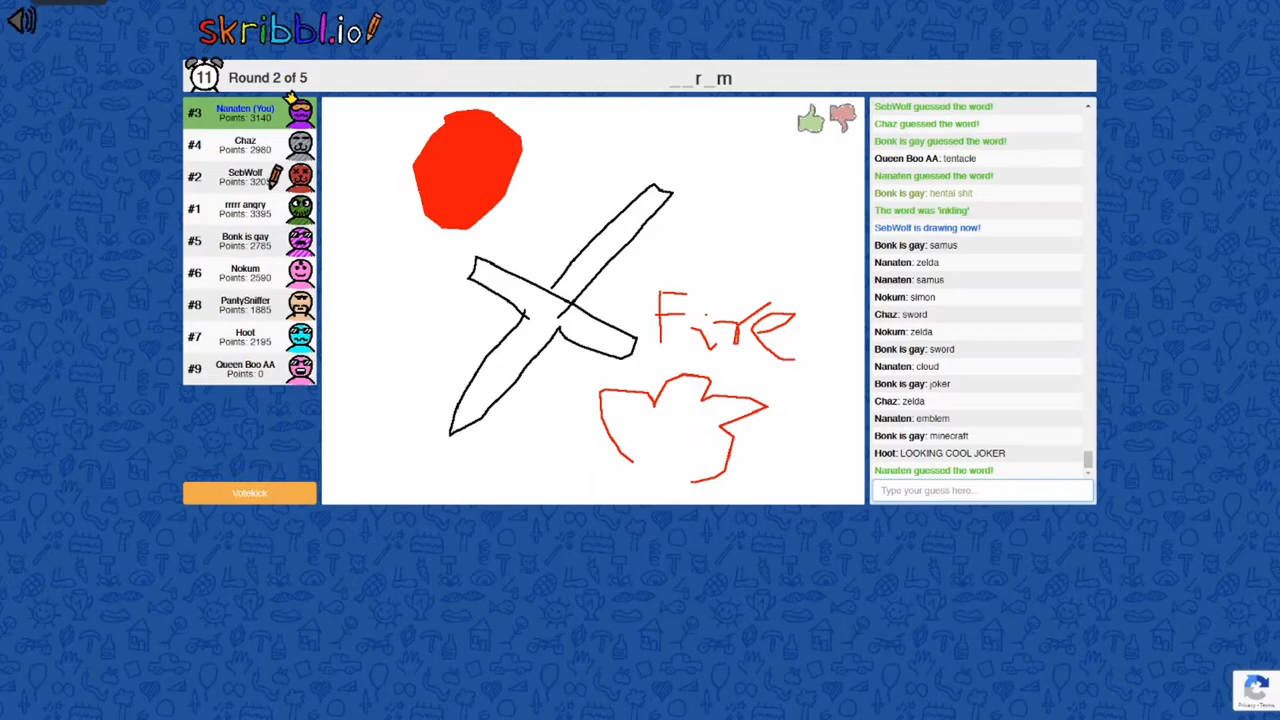 skribbl.io
11
Round 2 of 5
__r_m
#3
Nanaten (You)
Points: 3140
#4
Chaz
Points: 2980
#2
SebWolf
#1
rrrrr angry
Points: 3395
#5
Bonk is gay
Points: 2785
#6
Nokum
Points: 2590
#8
PantySniffer
Points: 1885
#7
Hoot
Points: 2195
#9
Queen Boo AA
Points: 0
Votekick
Fire
SebWolf guessed the word!
Chaz guessed the word!
Bonk is gay guessed the word!
Queen Boo AA: tentacle
Nanaten guessed the word!
Bonk is gay: hentai shit
The word was 'inkling'
SebWolf is drawing now!
Bonk is gay: samus
Nanaten: zelda
Nanaten: samus
Nokum: simon
Chaz: sword
Nokum: zelda
Bonk is gay: sword
Nanaten: cloud
Bonk is gay: joker
Chaz: zelda
Nanaten: emblem
Bonk is gay: minecraft
Hoot: LOOKING COOL JOKER
Nanaten guessed the word!
Type your guess here...
Privacy - Terms